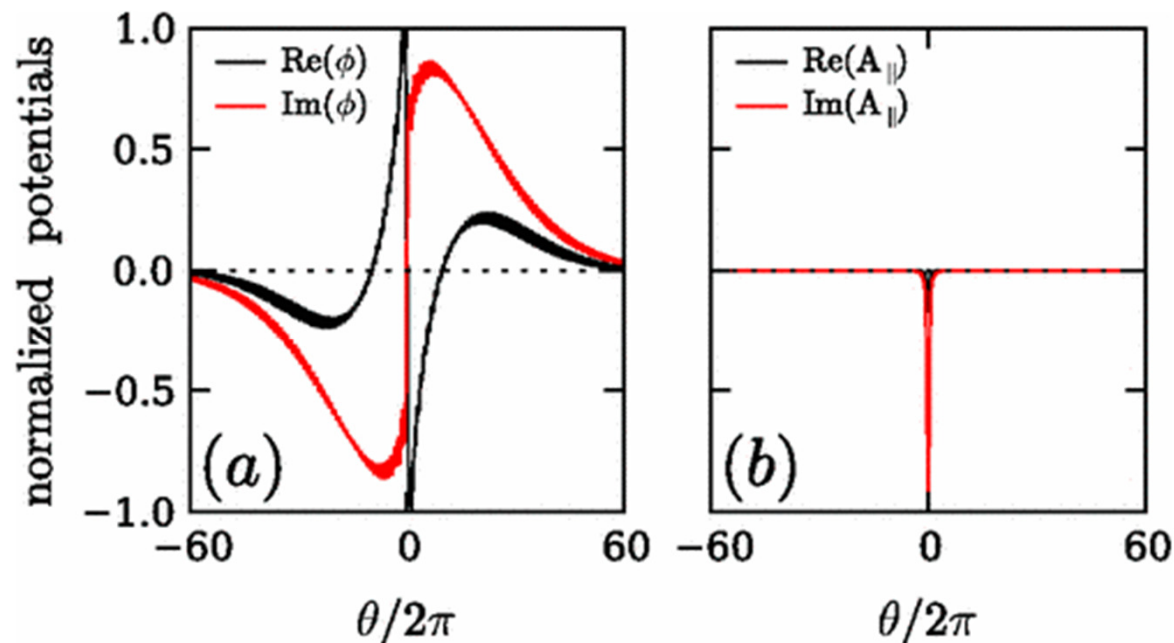 normalized potentials
1.0
0.5
0.0
−0.5
−1.0
Re(ϕ)
Im(ϕ)
(a)
−60 0 60
θ/2π
Re(A∥)
Im(A∥)
(b)
−60 0 60
θ/2π